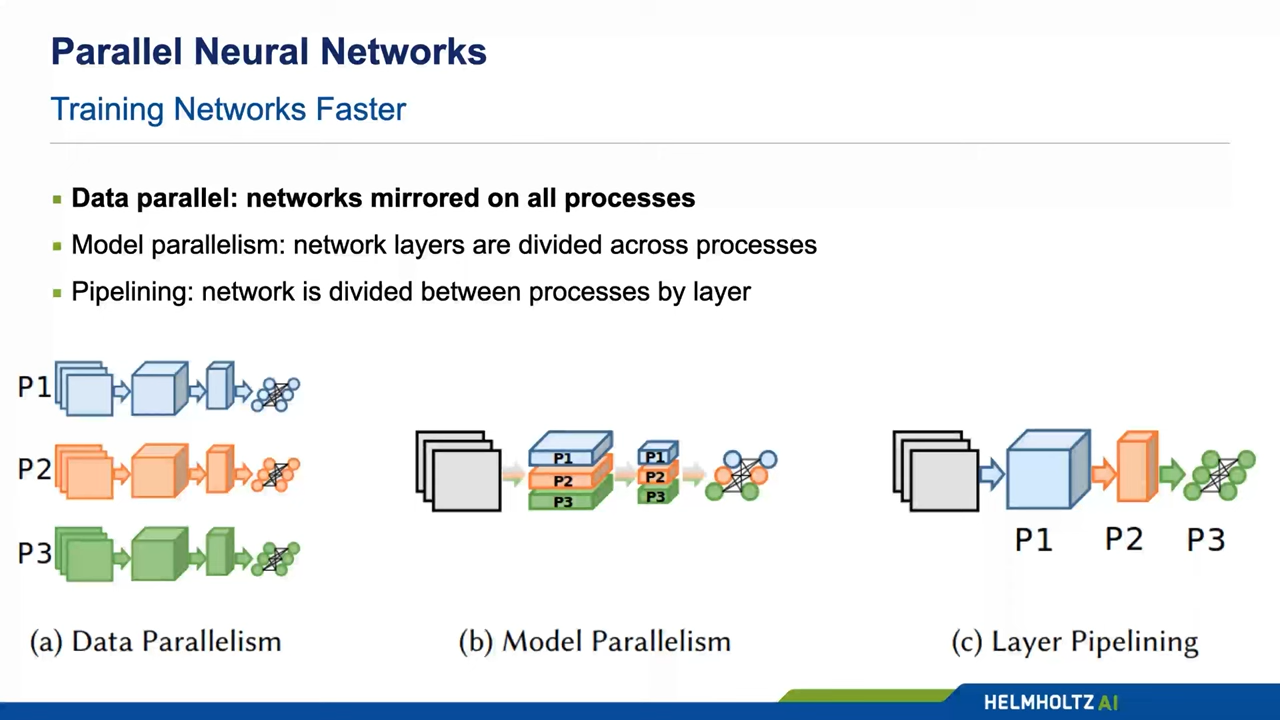 Parallel Neural Networks
Training Networks Faster
Data parallel: networks mirrored on all processes
Model parallelism: network layers are divided across processes
Pipelining: network is divided between processes by layer
P1
P2
P3
(a) Data Parallelism
P1
P2
P3
P1
P2
P3
(b) Model Parallelism
P1
P2
P3
(c) Layer Pipelining
HELMHOLTZ AI